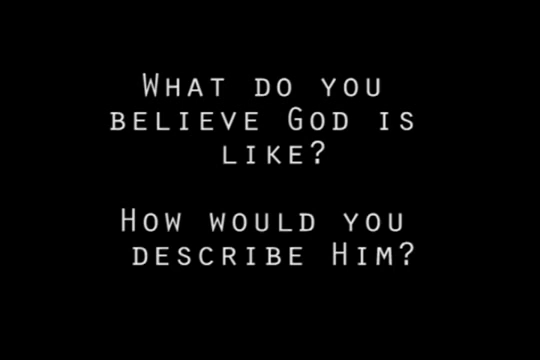 What do you
believe God is
like?
How would you
describe Him?